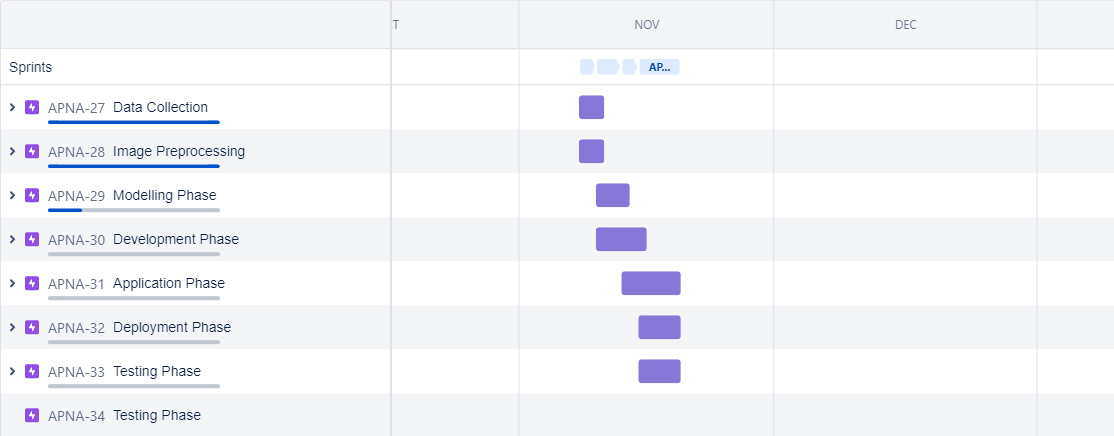 T NOV DEC
Sprints AP...
APNA-27 Data Collection
APNA-28 Image Preprocessing
APNA-29 Modelling Phase
APNA-30 Development Phase
APNA-31 Application Phase
APNA-32 Deployment Phase
APNA-33 Testing Phase
APNA-34 Testing Phase